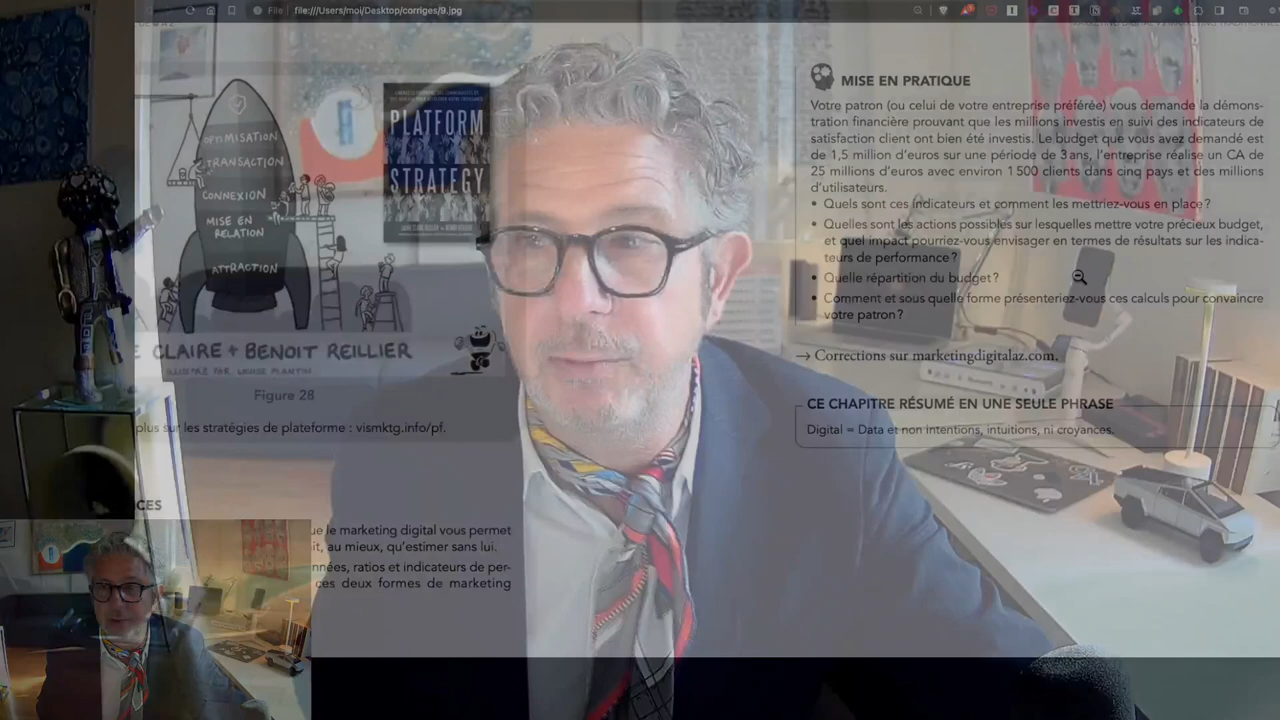 File file:///Users/moi/Desktop/corriges/9.jpg
OPTIMISATION
TRANSACTION
CONNEXION
MISE EN
RELATION
ATTRACTION
PLATFORM
STRATEGY
CLAIRE + BENOIT REILLIER
Figure 28
plus sur les stratégies de plateforme : vismktg.info/pf.
CES
ue le marketing digital vous permet
it, au mieux, qu'estimer sans lui.
nnées, ratios et indicateurs de per-
ces deux formes de marketing
MISE EN PRATIQUE
Votre patron (ou celui de votre entreprise préférée) vous demande la démons-
tration financière prouvant que les millions investis en suivi des indicateurs de
satisfaction client ont bien été investis. Le budget que vous avez demandé est
de 1,5 million d'euros sur une période de 3 ans, l'entreprise réalise un CA de
25 millions d'euros avec environ 1 500 clients dans cinq pays et des millions
d'utilisateurs.
• Quels sont ces indicateurs et comment les mettriez-vous en place ?
• Quelles sont les actions possibles sur lesquelles mettre votre précieux budget,
et quel impact pourriez-vous envisager en termes de résultats sur les indica-
teurs de performance ?
• Quelle répartition du budget ?
• Comment et sous quelle forme présenteriez-vous ces calculs pour convaincre
votre patron ?
→ Corrections sur marketingdigitalaz.com.
CE CHAPITRE RÉSUMÉ EN UNE SEULE PHRASE
Digital = Data et non intentions, intuitions, ni croyances.